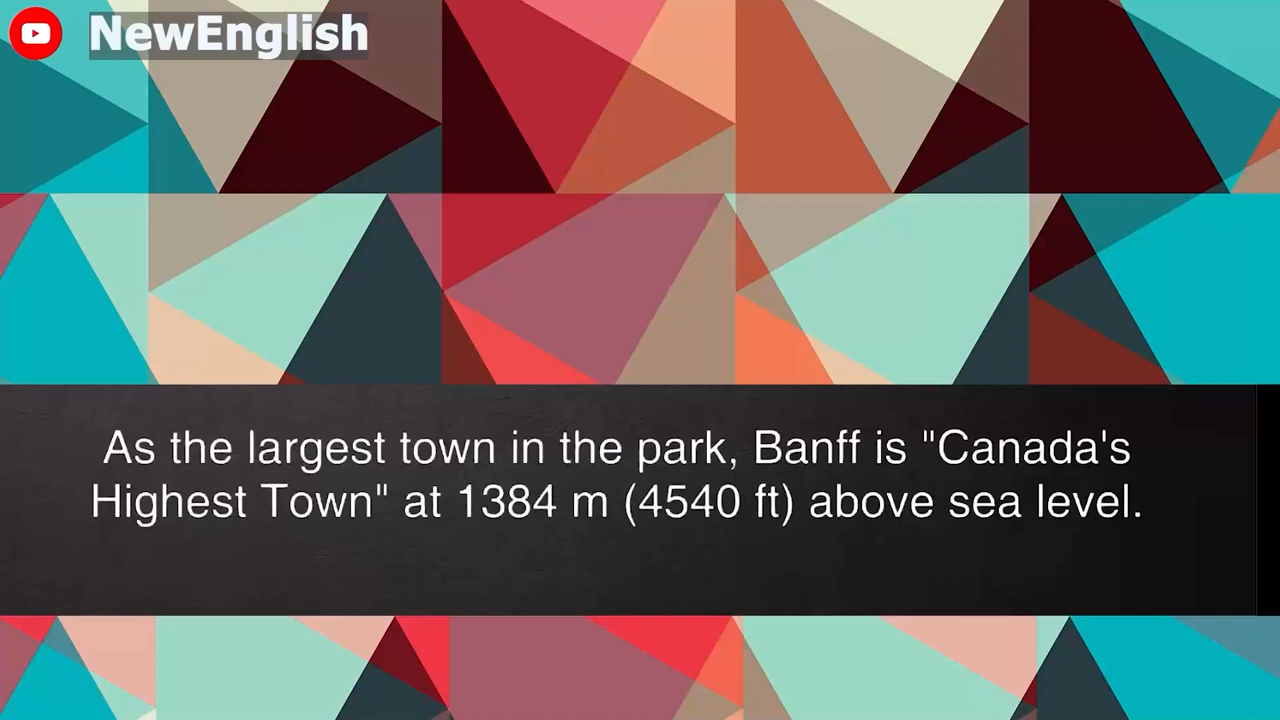 NewEnglish
As the largest town in the park, Banff is "Canada's
Highest Town" at 1384 m (4540 ft) above sea level.